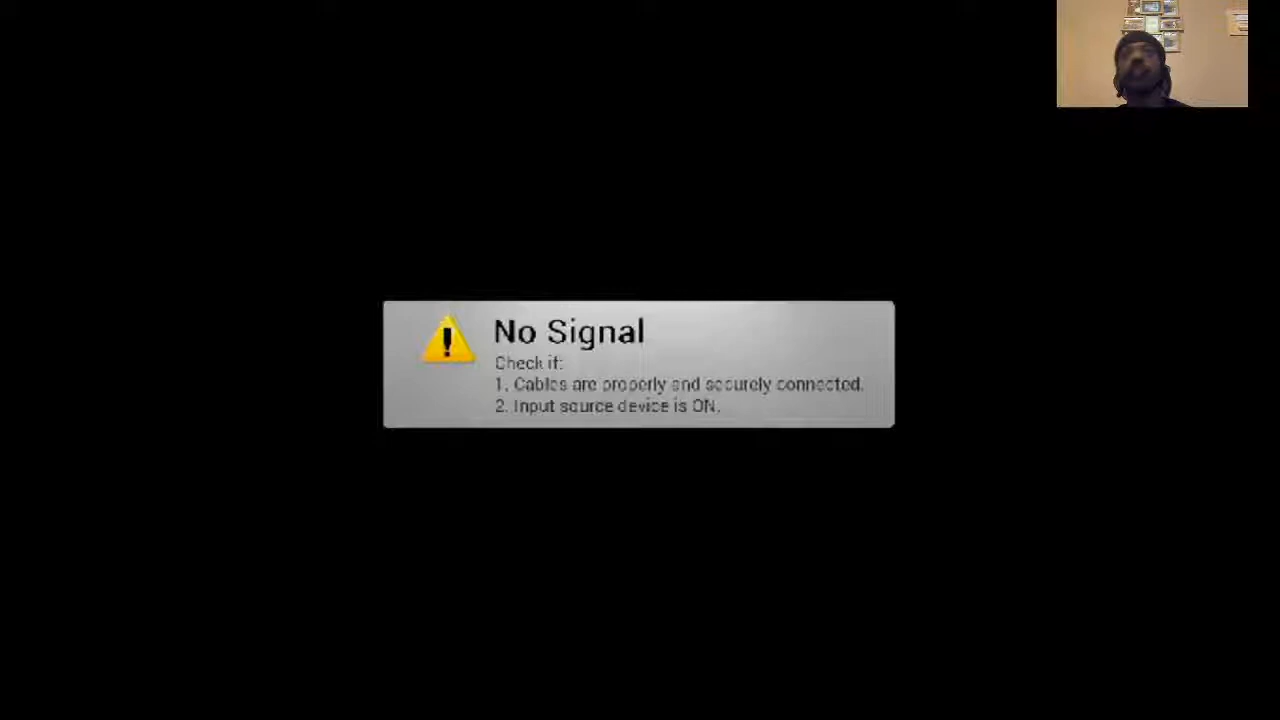 No Signal
Check if:
1. Cables are properly and securely connected.
2. Input source device is ON.